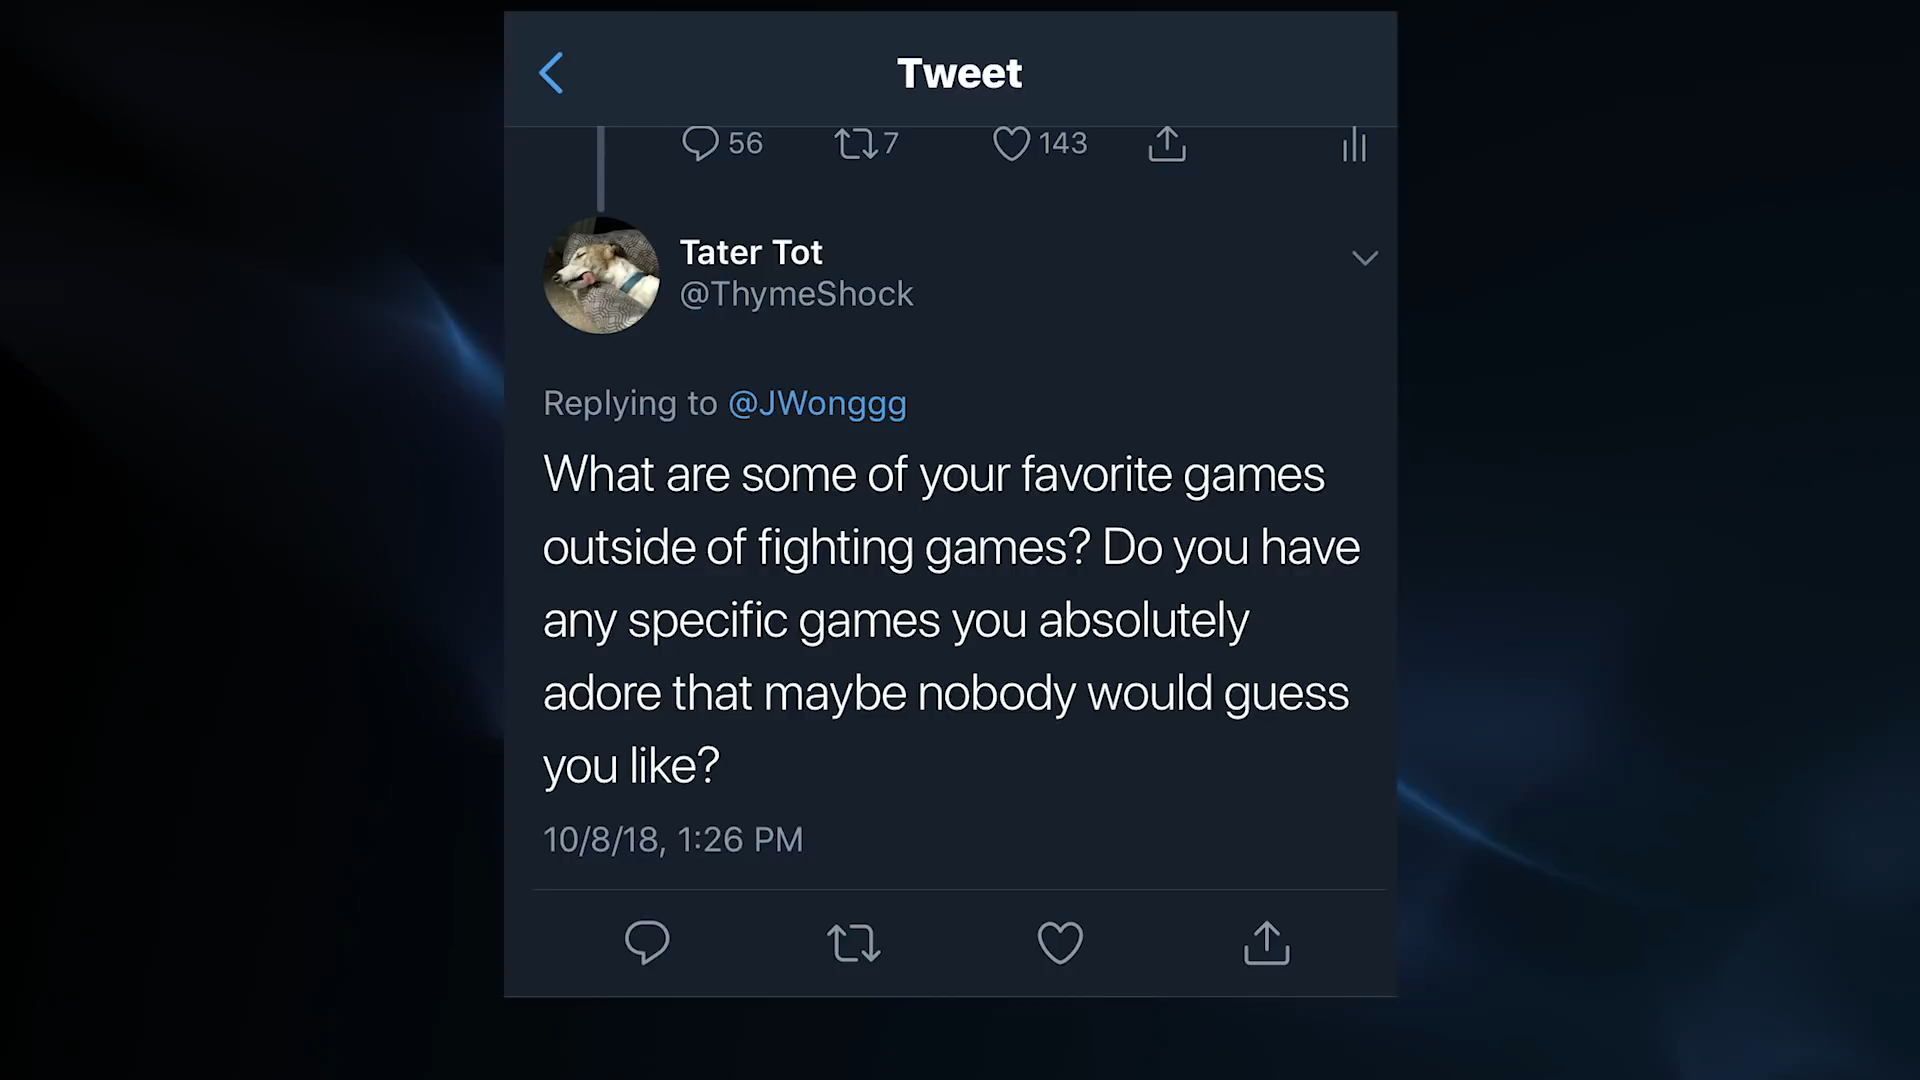 Tweet
56 7 143
Tater Tot
@ThymeShock
Replying to @JWonggg
What are some of your favorite games
outside of fighting games? Do you have
any specific games you absolutely
adore that maybe nobody would guess
you like?
10/8/18, 1:26 PM